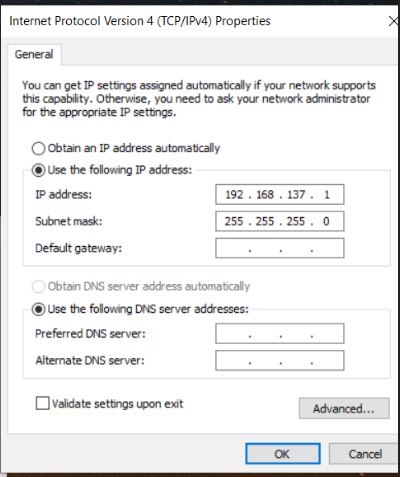 Internet Protocol Version 4 (TCP/IPv4) Properties
General
You can get IP settings assigned automatically if your network supports
this capability. Otherwise, you need to ask your network administrator
for the appropriate IP settings.
Obtain an IP address automatically
Use the following IP address:
IP address: 192 . 168 . 137 . 1
Subnet mask: 255 . 255 . 255 . 0
Default gateway: . . .
Obtain DNS server address automatically
Use the following DNS server addresses:
Preferred DNS server: . . .
Alternate DNS server: . . .
Validate settings upon exit
Advanced...
OK Cancel